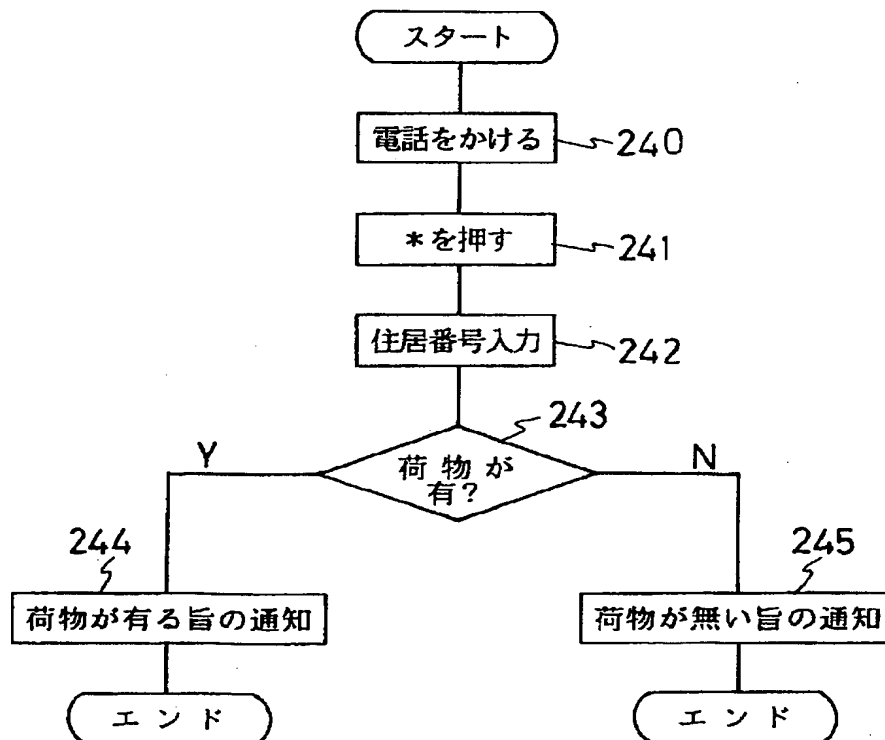 スタート
電話をかける 240
*を押す 241
住居番号入力 242
243
Y 荷物が N
有?
244 245
荷物が有る旨の通知 荷物が無い旨の通知
エンド エンド